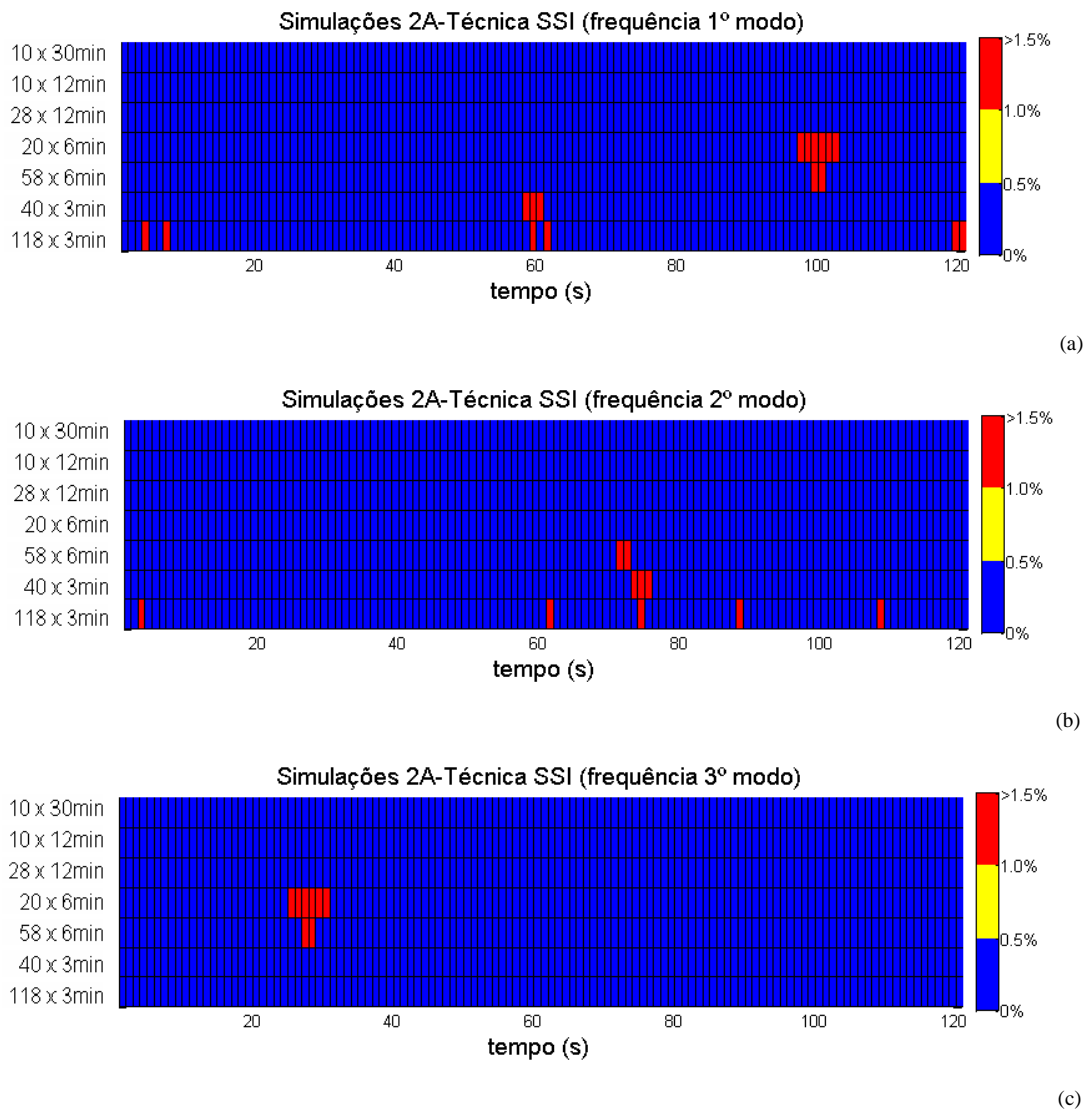 Simulações 2A-Técnica SSI (frequência 1º modo)
10 x 30min
10 x 12min
28 x 12min
20 x 6min
58 x 6min
40 x 3min
118 x 3min
>1.5%
1.0%
0.5%
0%
20 40 60 80 100 120
tempo (s)
(a)
Simulações 2A-Técnica SSI (frequência 2º modo)
10 x 30min
10 x 12min
28 x 12min
20 x 6min
58 x 6min
40 x 3min
118 x 3min
>1.5%
1.0%
0.5%
0%
20 40 60 80 100 120
tempo (s)
(b)
Simulações 2A-Técnica SSI (frequência 3º modo)
10 x 30min
10 x 12min
28 x 12min
20 x 6min
58 x 6min
40 x 3min
118 x 3min
>1.5%
1.0%
0.5%
0%
20 40 60 80 100 120
tempo (s)
(c)